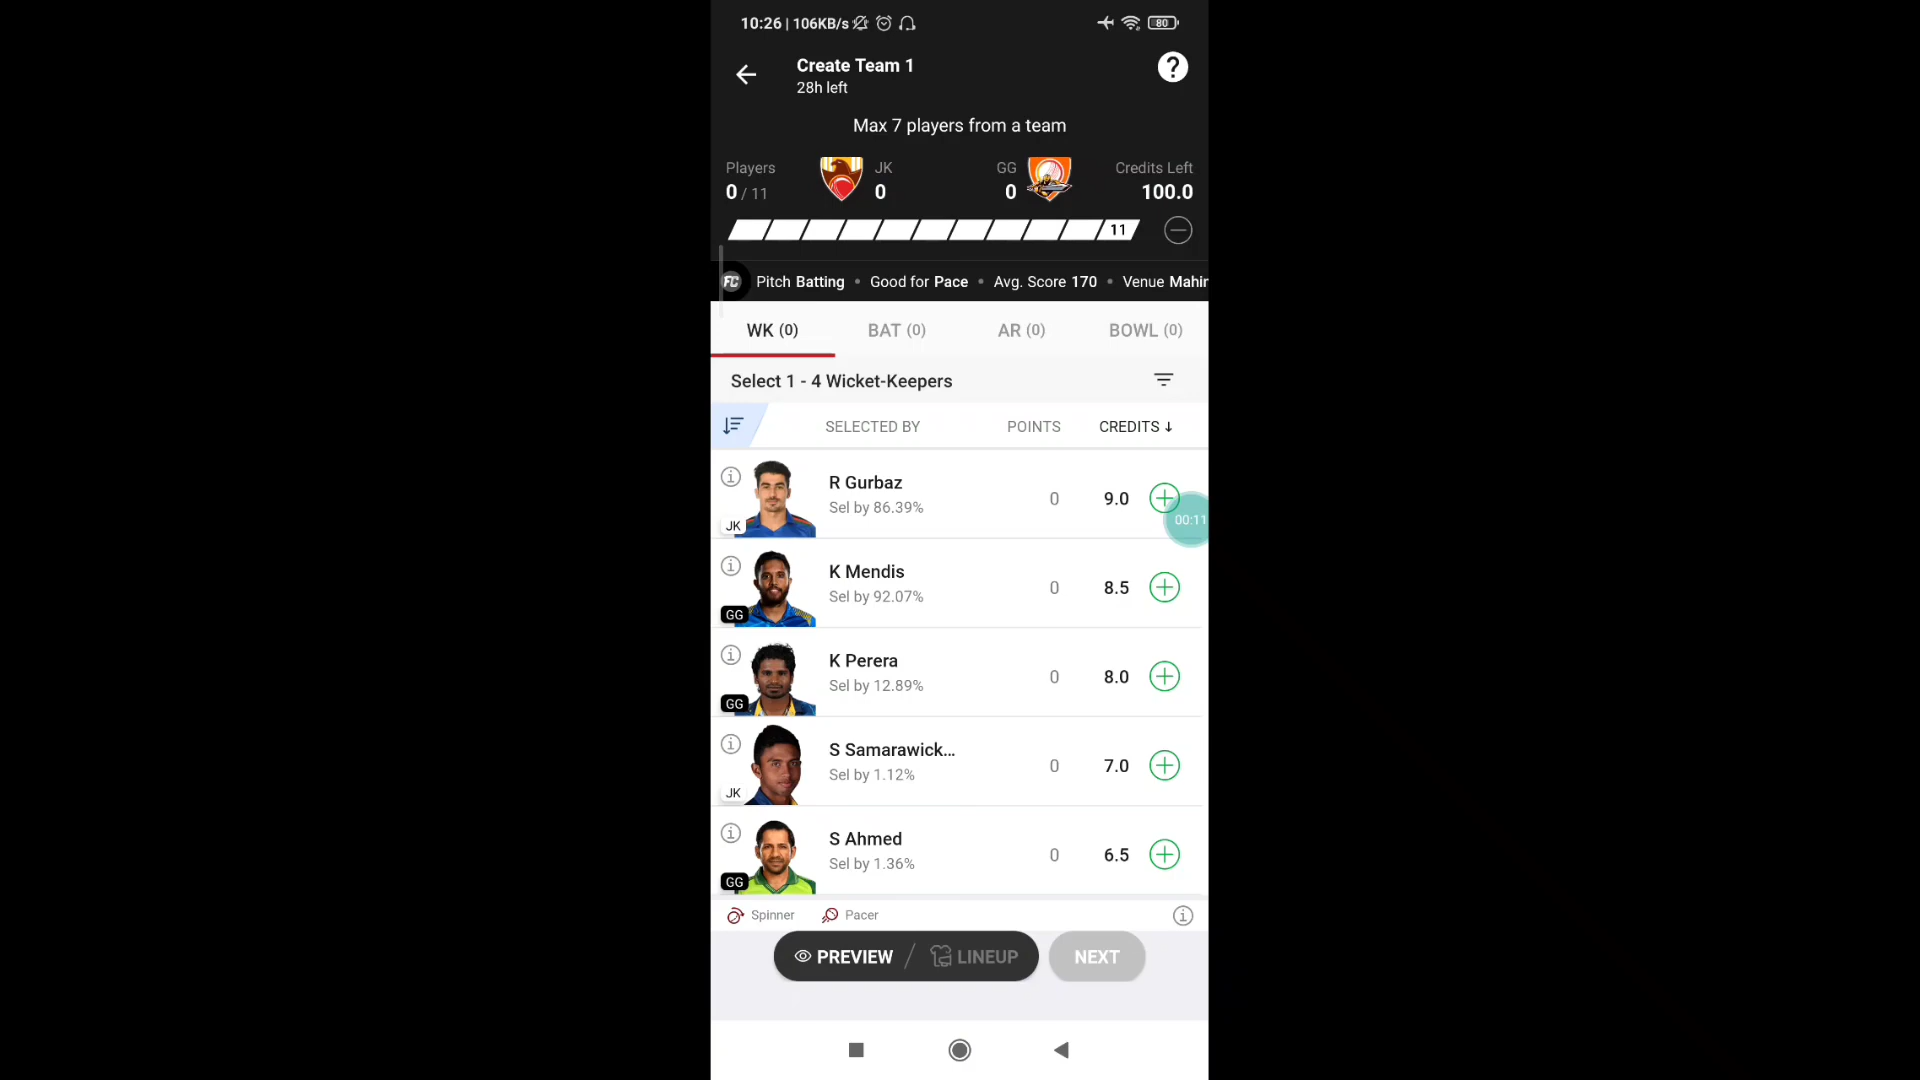 10:26 | 106KB/s 80
Create Team 1
28h left
?
Max 7 players from a team
Players JK GG Credits Left
0 / 11 0 0 100.0
11
FC Pitch Batting • Good for Pace • Avg. Score 170 • Venue Mahin
WK (0) BAT (0) AR (0) BOWL (0)
Select 1 - 4 Wicket-Keepers
SELECTED BY POINTS CREDITS ↓
R Gurbaz
Sel by 86.39%
0 9.0
00:11
JK
K Mendis
Sel by 92.07%
0 8.5
GG
K Perera
Sel by 12.89%
0 8.0
GG
S Samarawick...
Sel by 1.12%
0 7.0
JK
S Ahmed
Sel by 1.36%
0 6.5
GG
Spinner Pacer
PREVIEW / LINEUP NEXT